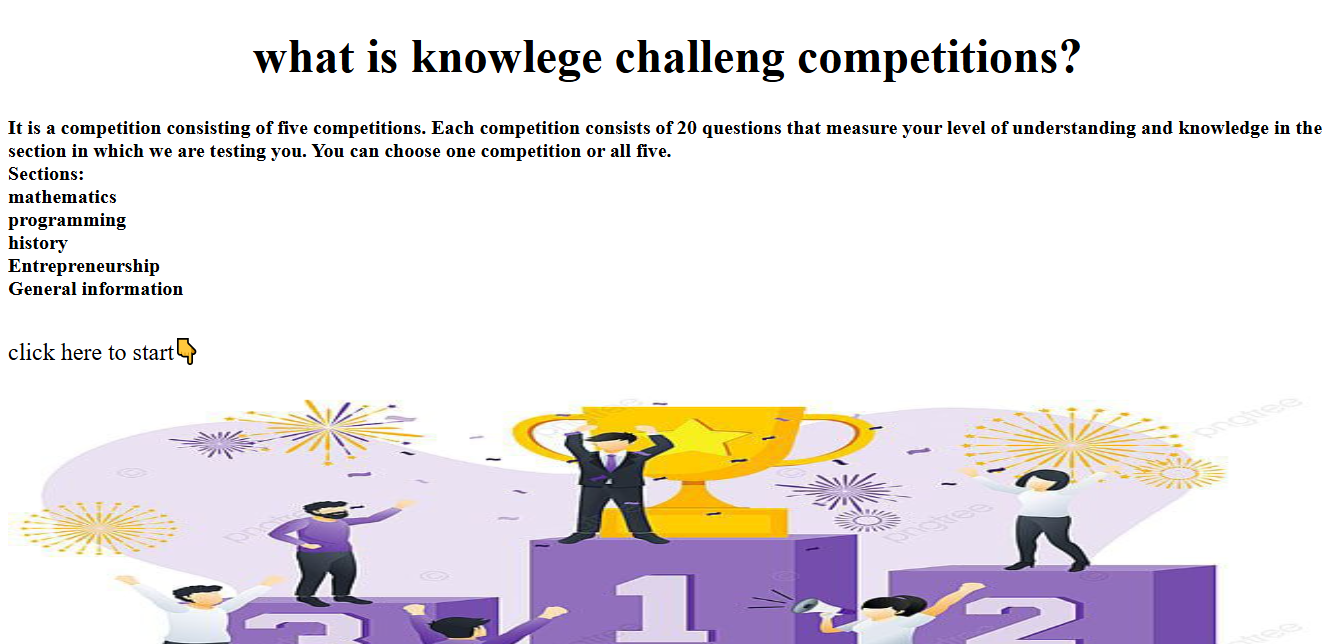 what is knowlege challeng competitions?
It is a competition consisting of five competitions. Each competition consists of 20 questions that measure your level of understanding and knowledge in the
section in which we are testing you. You can choose one competition or all five.
Sections:
mathematics
programming
history
Entrepreneurship
General information
click here to start👇
pngtree
pngtree
pngtree
pngtree
1
2
3